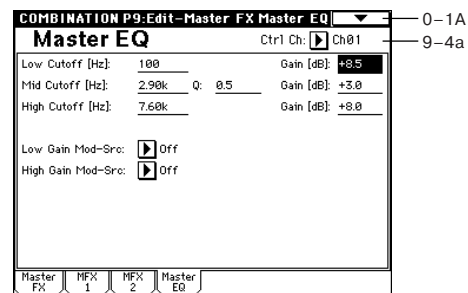 COMBINATION P9:Edit-Master FX Master EQ
0–1A
Master EQ
Ctrl Ch: Ch01
9–4a
Low Cutoff [Hz]: 100 Gain [dB]: +8.5
Mid Cutoff [Hz]: 2.90k Q: 0.5 Gain [dB]: +3.0
High Cutoff [Hz]: 7.60k Gain [dB]: +8.0
Low Gain Mod-Src: Off
High Gain Mod-Src: Off
Master FX
MFX 1
MFX 2
Master EQ